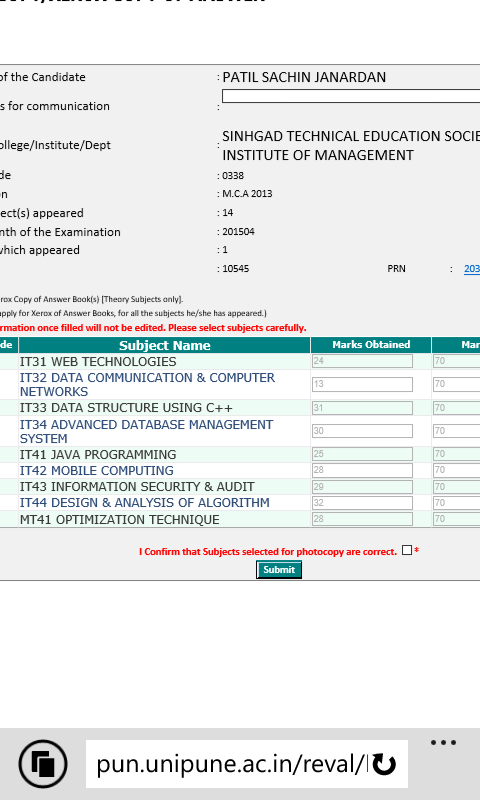 of the Candidate : PATIL SACHIN JANARDAN
s for communication :
ollege/Institute/Dept : SINHGAD TECHNICAL EDUCATION SOCIE
INSTITUTE OF MANAGEMENT
de : 0338
n : M.C.A 2013
ect(s) appeared : 14
nth of the Examination : 201504
which appeared : 1
: 10545 PRN : 203
rox Copy of Answer Book(s) [Theory Subjects only].
apply for Xerox of Answer Books, for all the subjects he/she has appeared.)
rmation once filled will not be edited. Please select subjects carefully.
de Subject Name Marks Obtained Mar
IT31 WEB TECHNOLOGIES 24 70
IT32 DATA COMMUNICATION & COMPUTER
NETWORKS 13 70
IT33 DATA STRUCTURE USING C++ 31 70
IT34 ADVANCED DATABASE MANAGEMENT
SYSTEM 30 70
IT41 JAVA PROGRAMMING 25 70
IT42 MOBILE COMPUTING 28 70
IT43 INFORMATION SECURITY & AUDIT 29 70
IT44 DESIGN & ANALYSIS OF ALGORITHM 32 70
MT41 OPTIMIZATION TECHNIQUE 28 70
I Confirm that Subjects selected for photocopy are correct. *
Submit
pun.unipune.ac.in/reval/